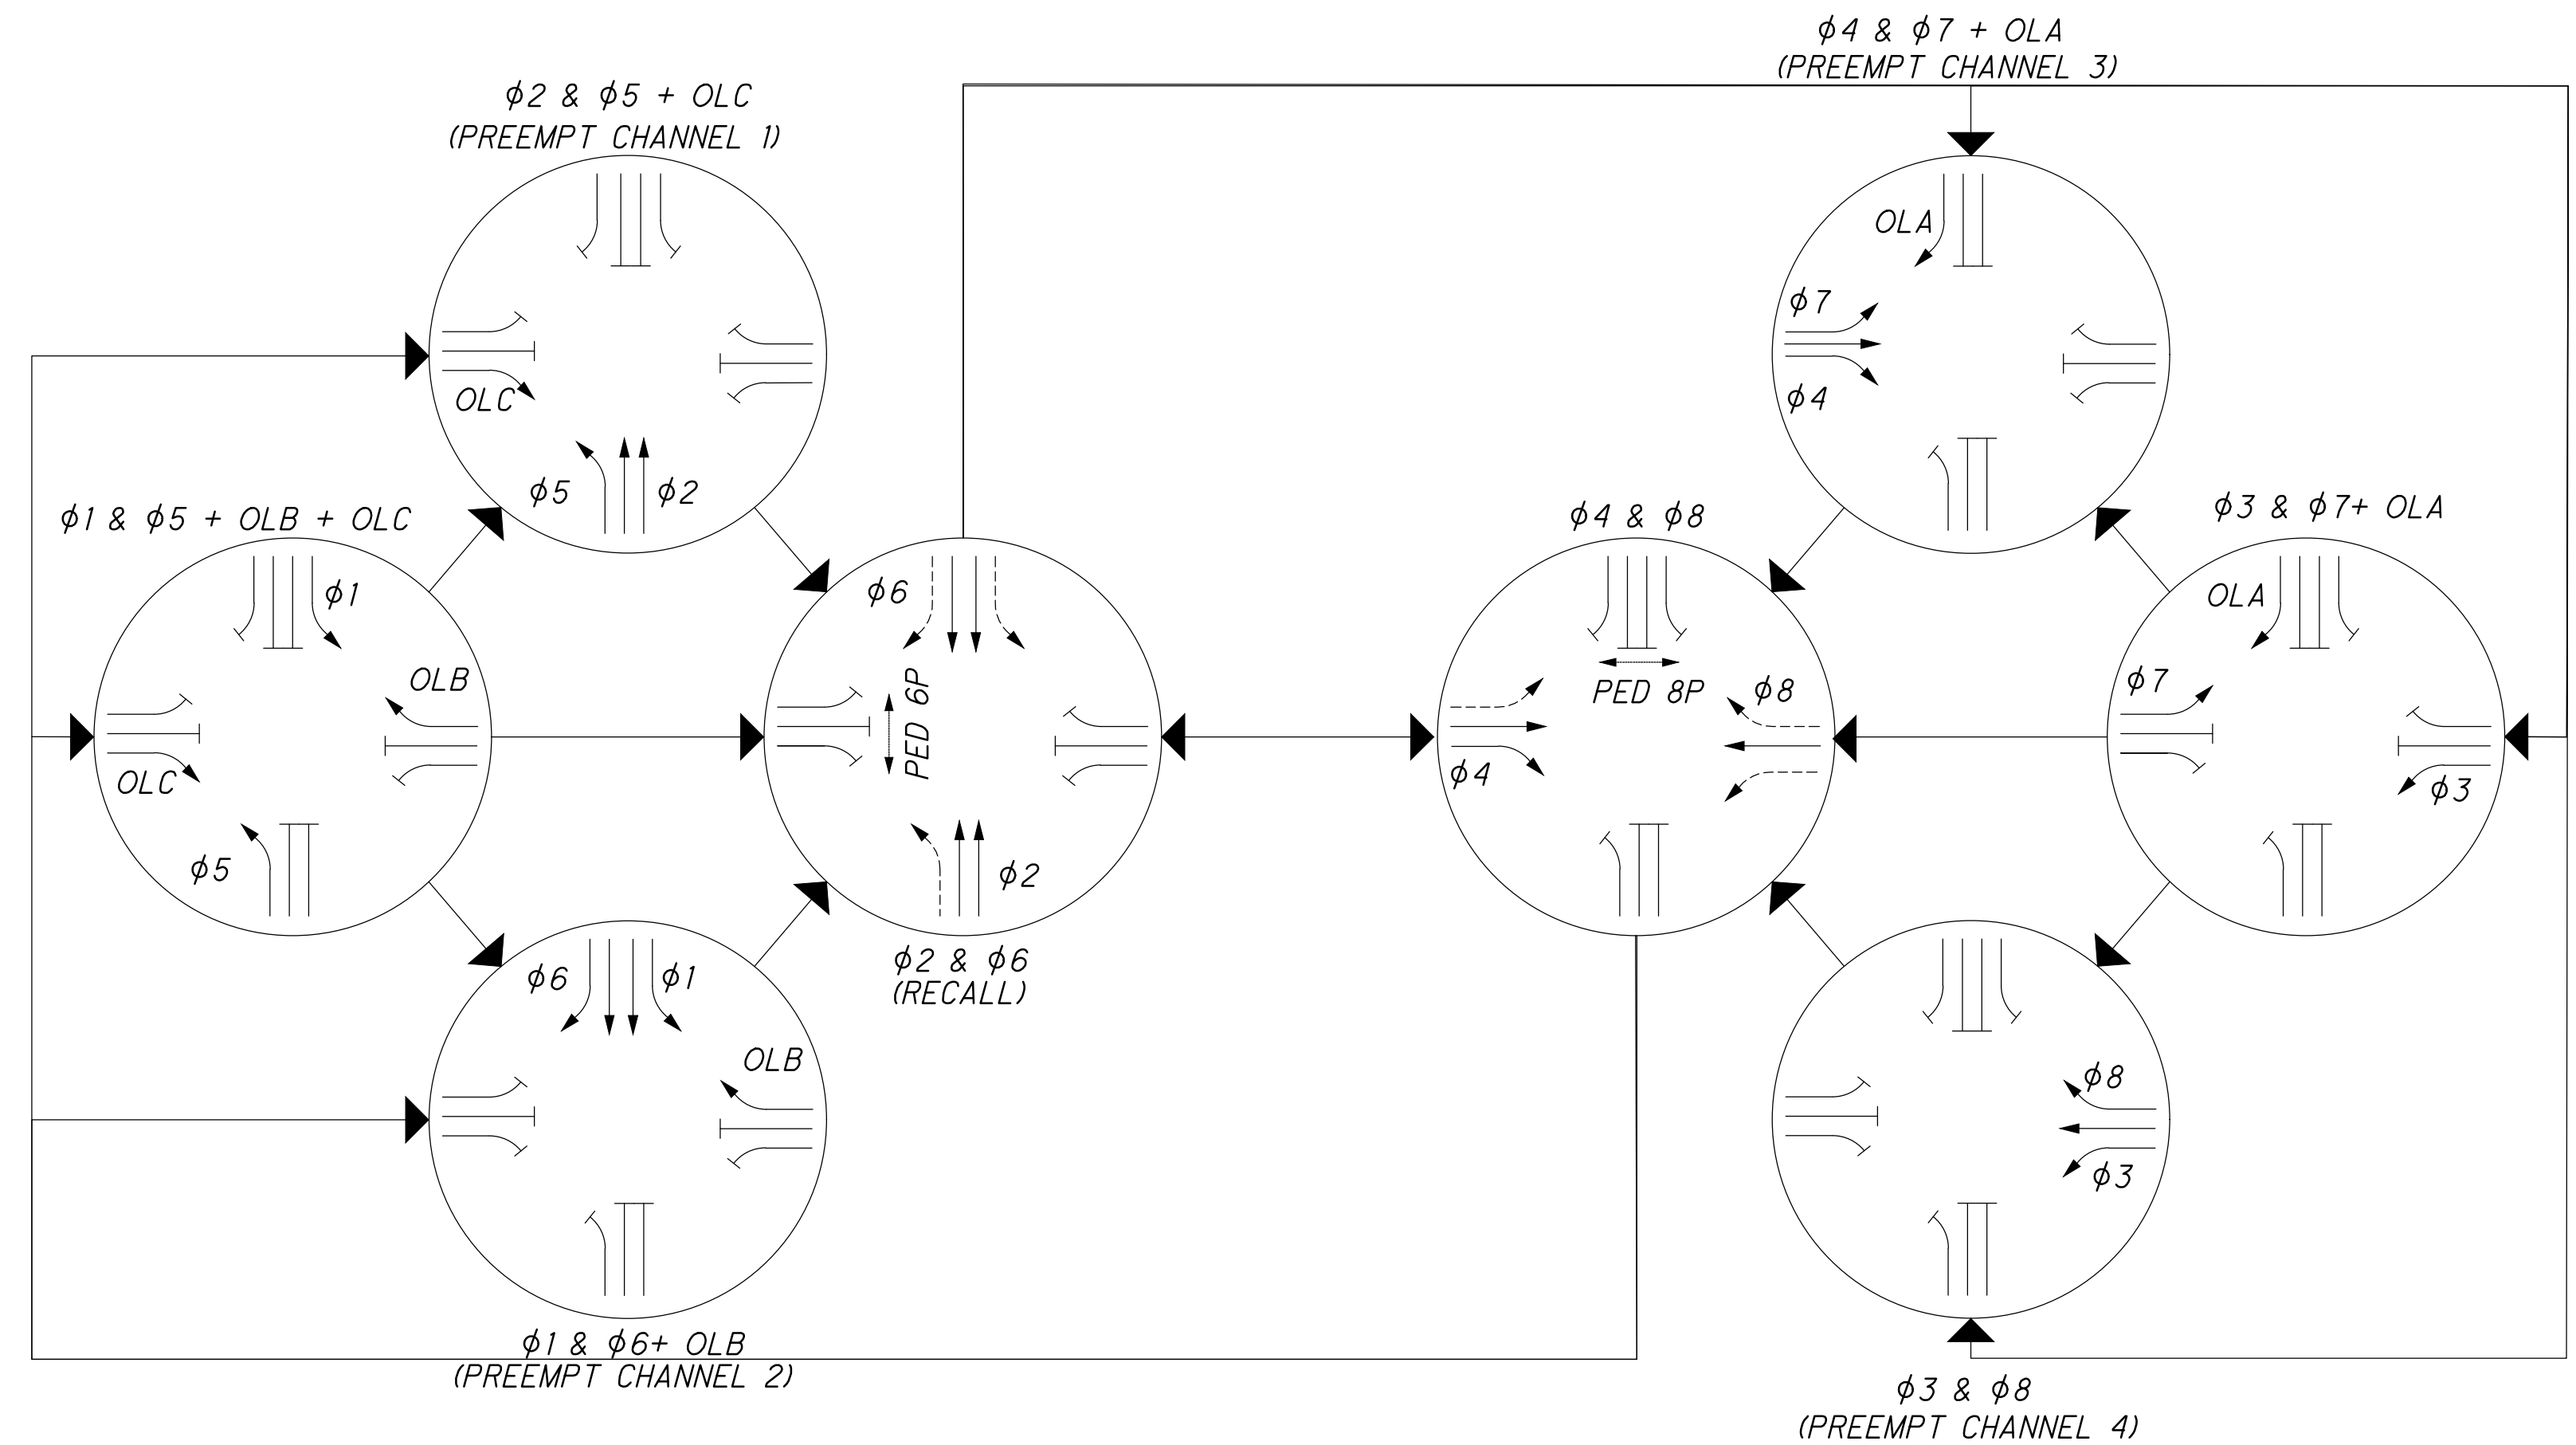 ϕ4 & ϕ7 + OLA
(PREEMPT CHANNEL 3)
ϕ2 & ϕ5 + OLC
(PREEMPT CHANNEL 1)
OLC
ϕ5
ϕ2
OLA
ϕ7
ϕ4
ϕ1 & ϕ5 + OLB + OLC
ϕ1
OLB
OLC
ϕ5
ϕ6
PED 6P
ϕ2
ϕ2 & ϕ6
(RECALL)
ϕ4 & ϕ8
PED 8P
ϕ8
ϕ4
ϕ3 & ϕ7+ OLA
OLA
ϕ7
ϕ3
ϕ6
ϕ1
OLB
ϕ1 & ϕ6+ OLB
(PREEMPT CHANNEL 2)
ϕ8
ϕ3
ϕ3 & ϕ8
(PREEMPT CHANNEL 4)